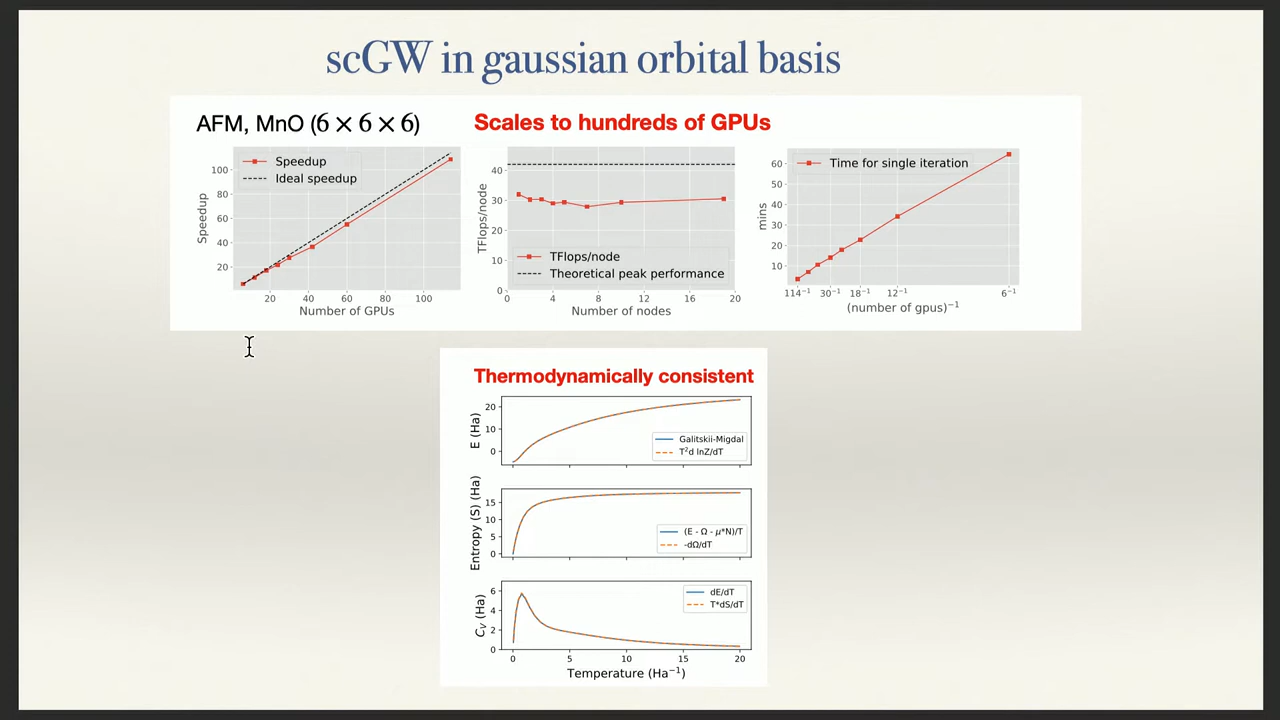 scGW in gaussian orbital basis
AFM, MnO (6 × 6 × 6)
Scales to hundreds of GPUs
Speedup
Ideal speedup
Speedup
100
80
60
40
20
20 40 60 80 100
Number of GPUs
TFlops/node
40
30
20
10
0
TFlops/node
Theoretical peak performance
0 4 8 12 16 20
Number of nodes
Time for single iteration
mins
60
50
40
30
20
10
114⁻¹ 30⁻¹ 18⁻¹ 12⁻¹ 6⁻¹
(number of gpus)⁻¹
Thermodynamically consistent
E (Ha)
20
10
0
Galitskii-Migdal
T²d lnZ/dT
Entropy (S) (Ha)
15
10
5
0
(E - Ω - μ*N)/T
-dΩ/dT
C_V (Ha)
6
4
2
0
dE/dT
T*dS/dT
0 5 10 15 20
Temperature (Ha⁻¹)